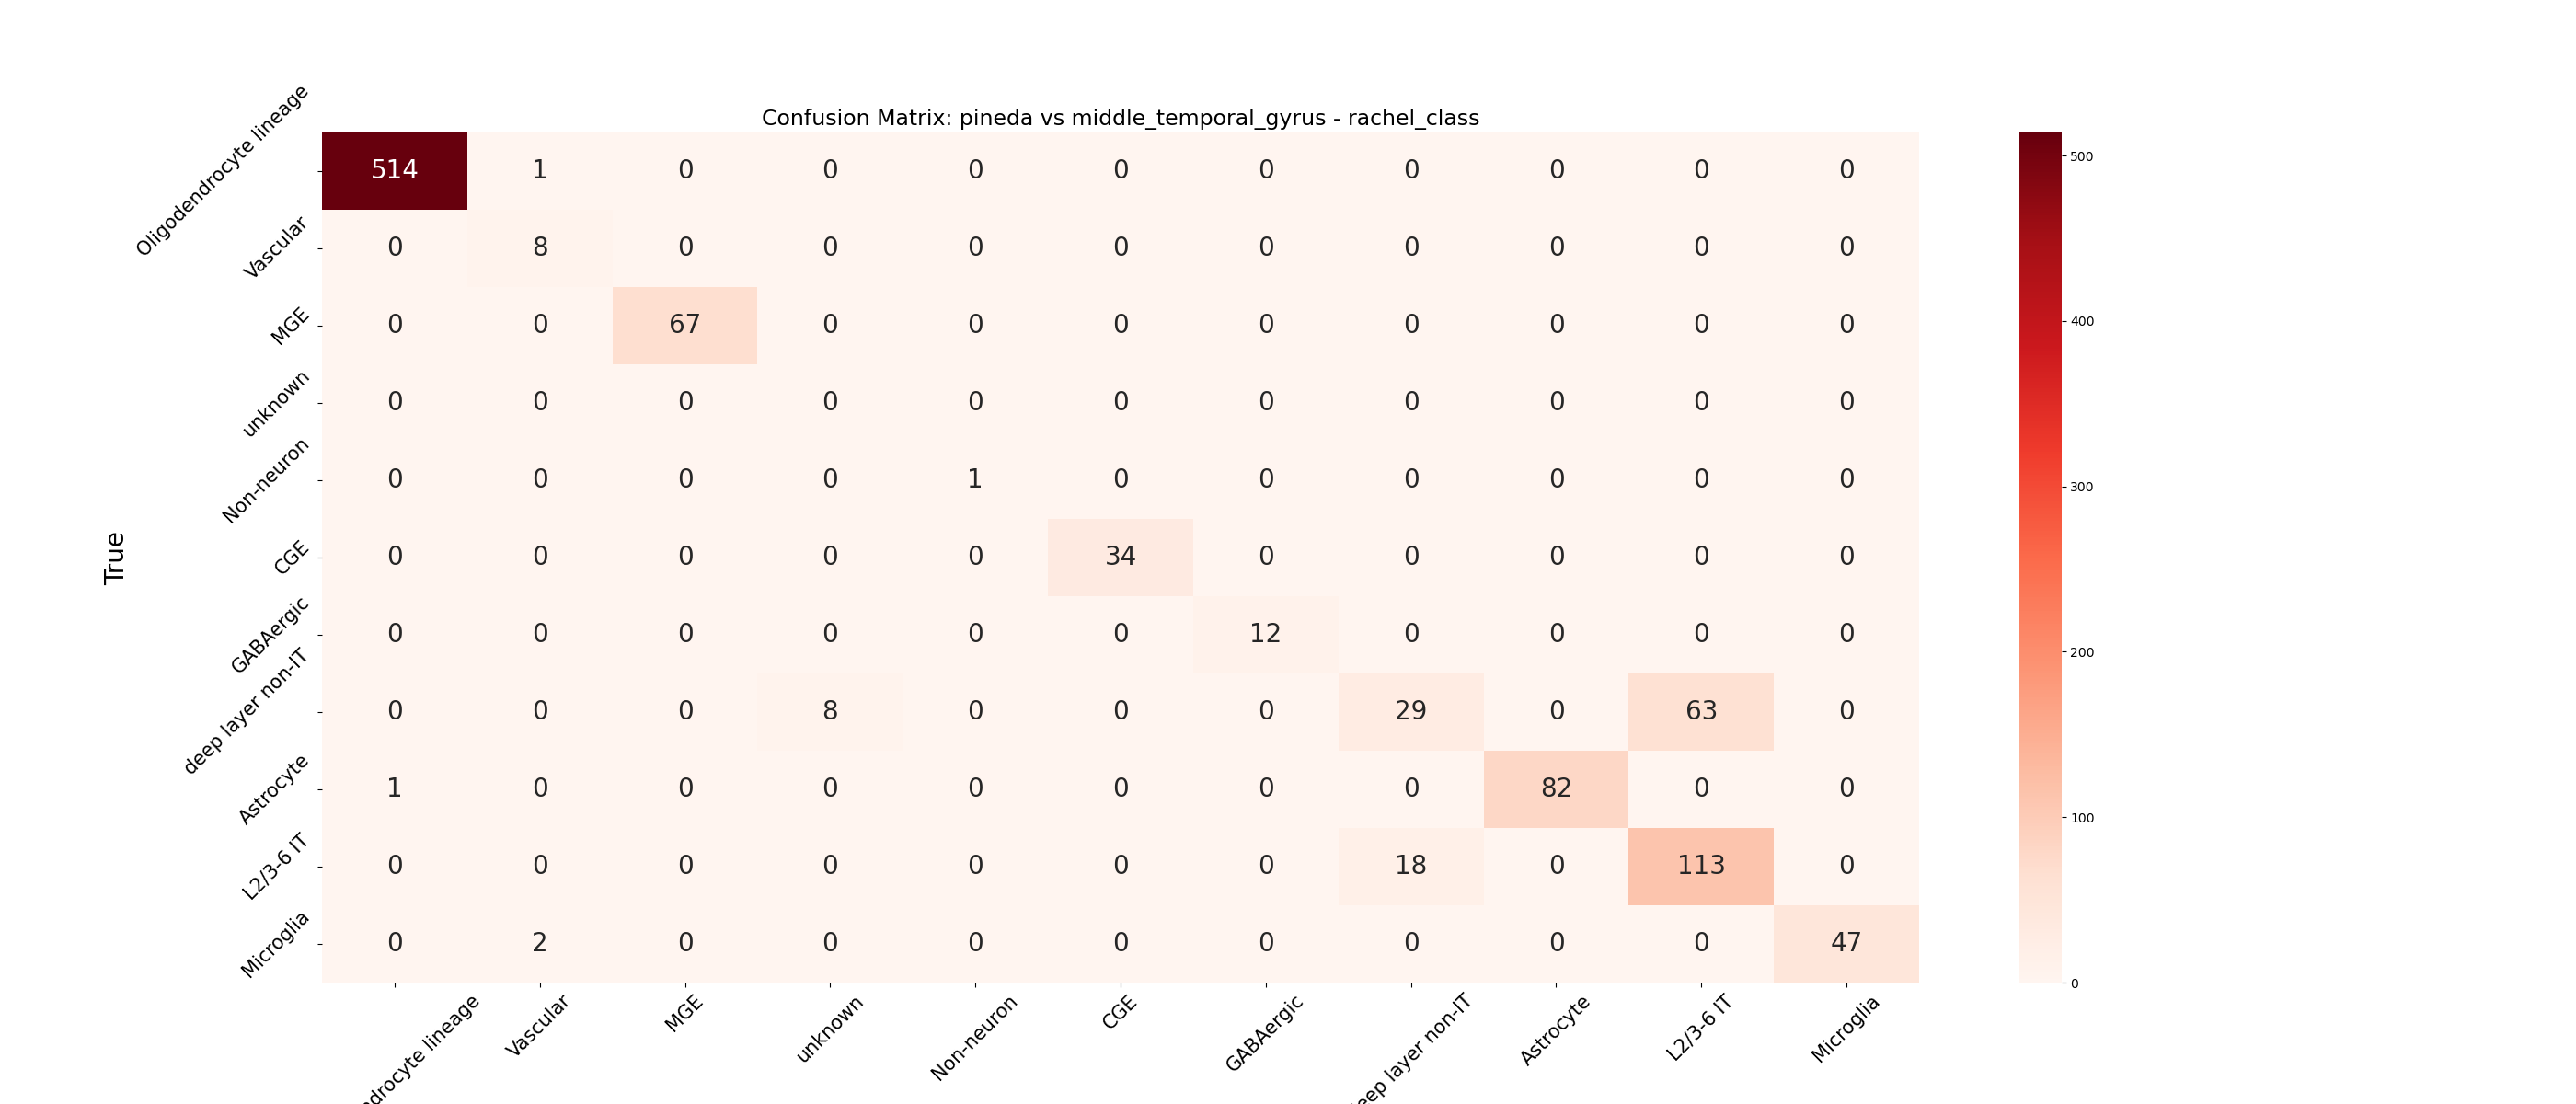 Confusion Matrix: pineda vs middle_temporal_gyrus - rachel_class
True
Oligodendrocyte lineage 514 1 0 0 0 0 0 0 0 0 0
Vascular 0 8 0 0 0 0 0 0 0 0 0
MGE 0 0 67 0 0 0 0 0 0 0 0
unknown 0 0 0 0 0 0 0 0 0 0 0
Non-neuron 0 0 0 0 1 0 0 0 0 0 0
CGE 0 0 0 0 0 34 0 0 0 0 0
GABAergic 0 0 0 0 0 0 12 0 0 0 0
deep layer non-IT 0 0 0 8 0 0 0 29 0 63 0
Astrocyte 1 0 0 0 0 0 0 0 82 0 0
L2/3-6 IT 0 0 0 0 0 0 0 18 0 113 0
Microglia 0 2 0 0 0 0 0 0 0 0 47
ndrocyte lineage Vascular MGE unknown Non-neuron CGE GABAergic eep layer non-IT Astrocyte L2/3-6 IT Microglia
500
400
300
200
100
0